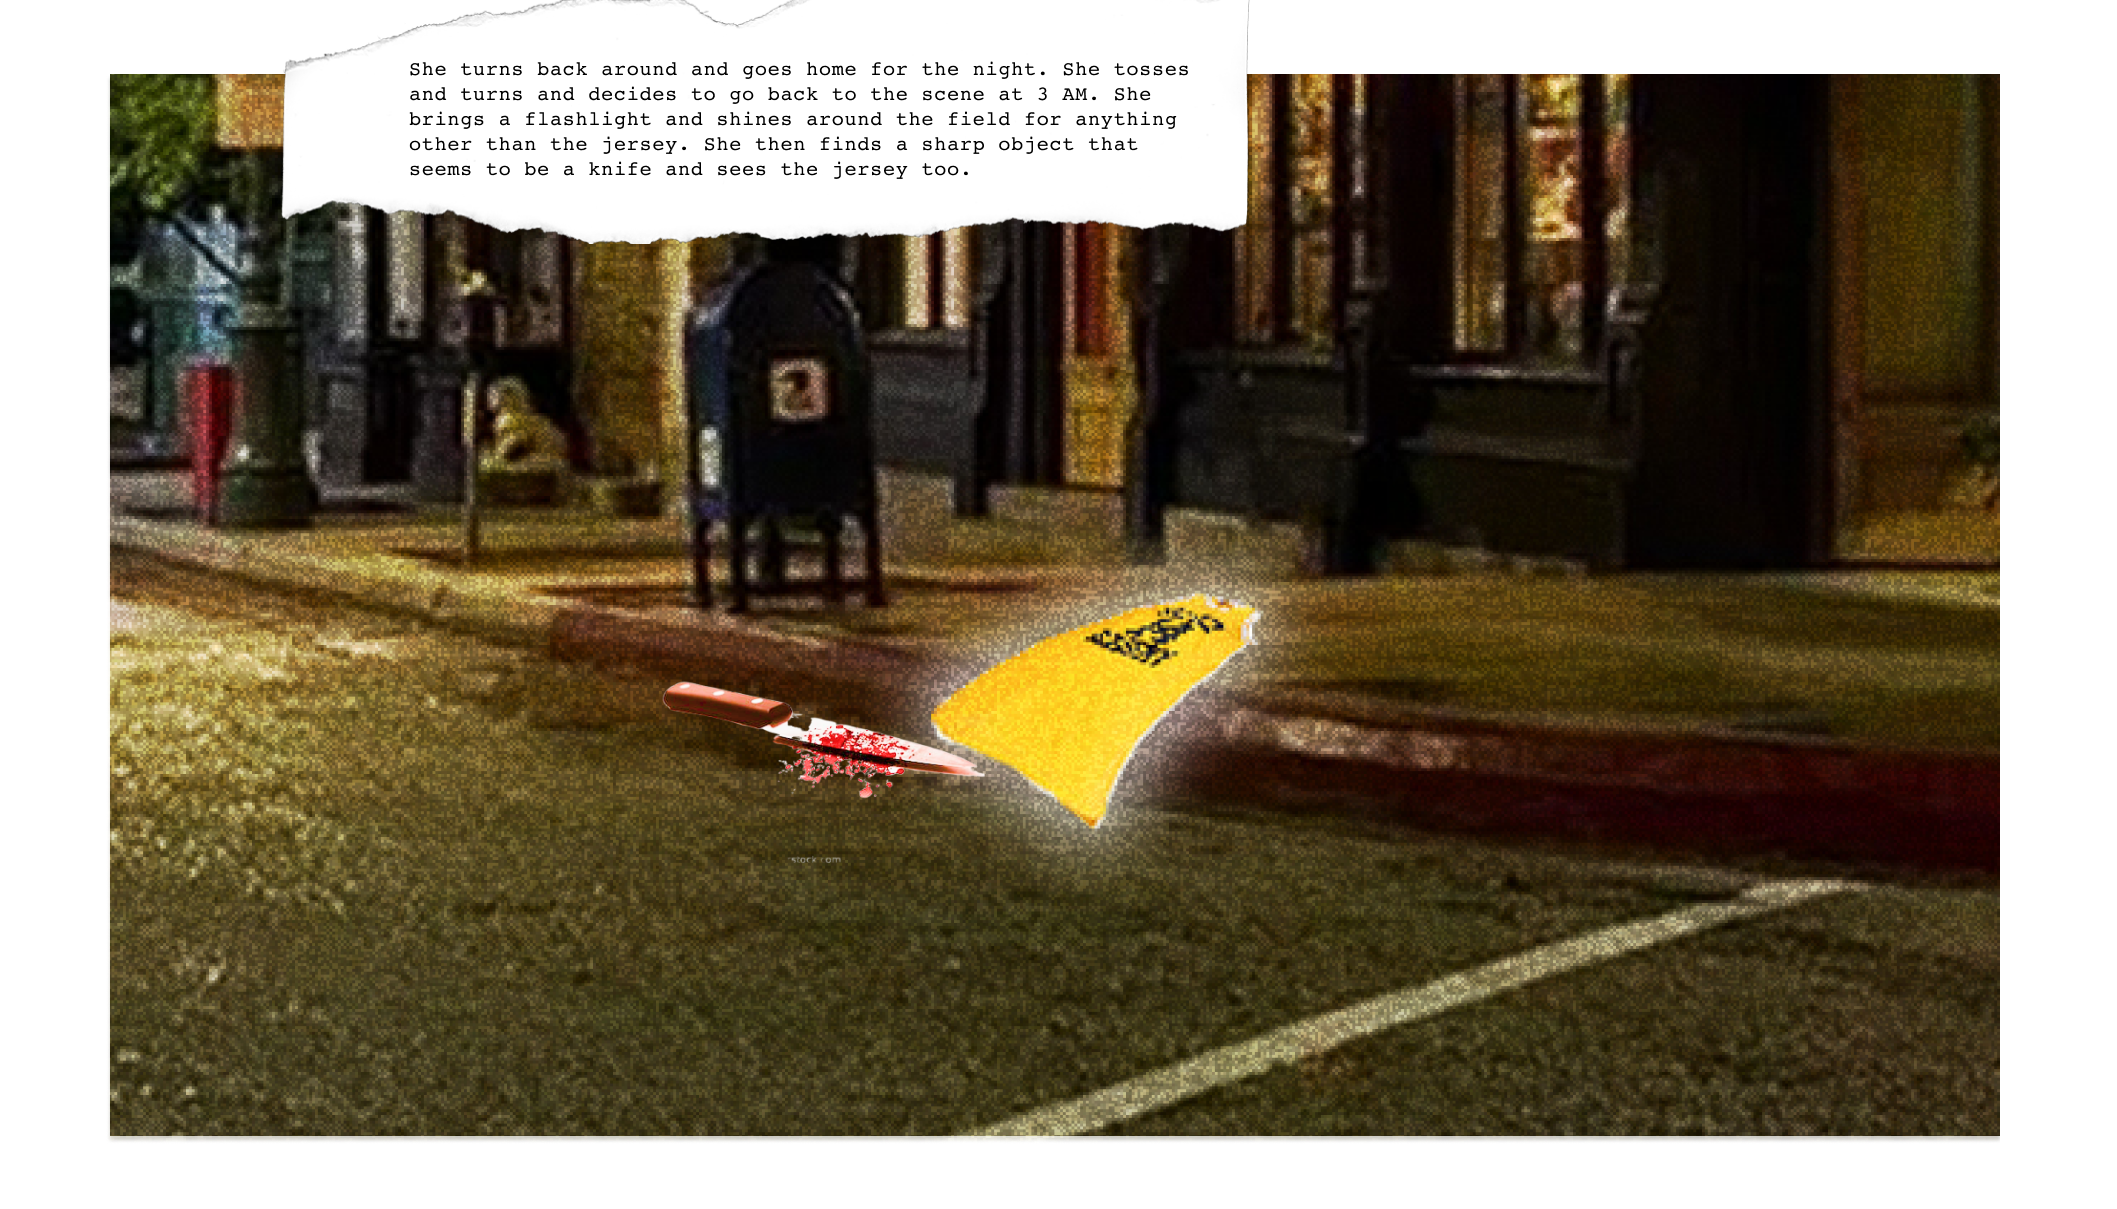 She turns back around and goes home for the night. She tosses
and turns and decides to go back to the scene at 3 AM. She
brings a flashlight and shines around the field for anything
other than the jersey. She then finds a sharp object that
seems to be a knife and sees the jersey too.